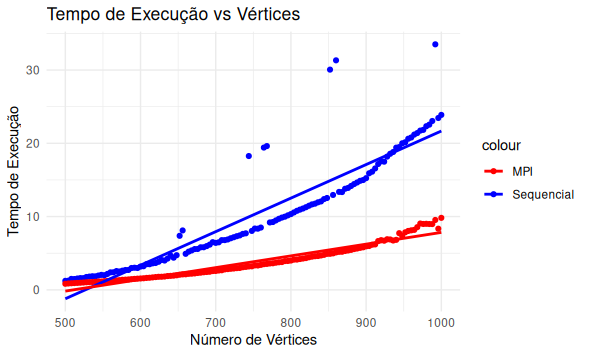 Tempo de Execução vs Vértices
Tempo de Execução
30
20
10
0
500
600
700
800
900
1000
Número de Vértices
colour
MPI
Sequencial